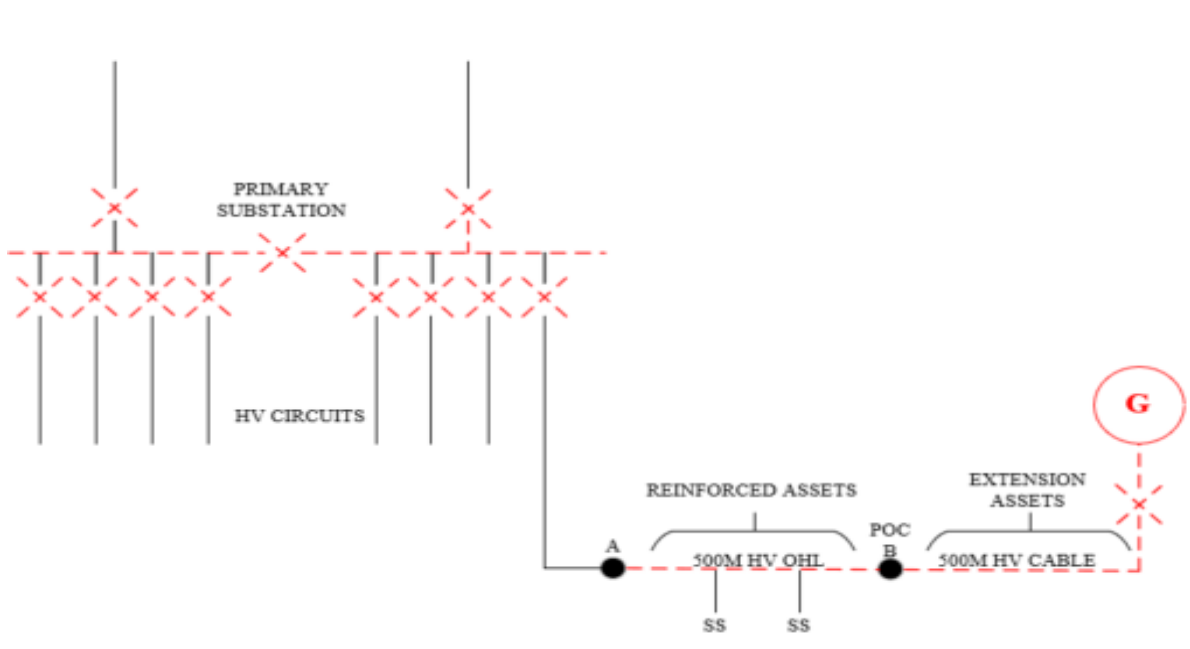 PRIMARY
SUBSTATION
HV CIRCUITS
G
REINFORCED ASSETS
EXTENSION
ASSETS
A
POC
B
500M HV OHL
500M HV CABLE
SS
SS